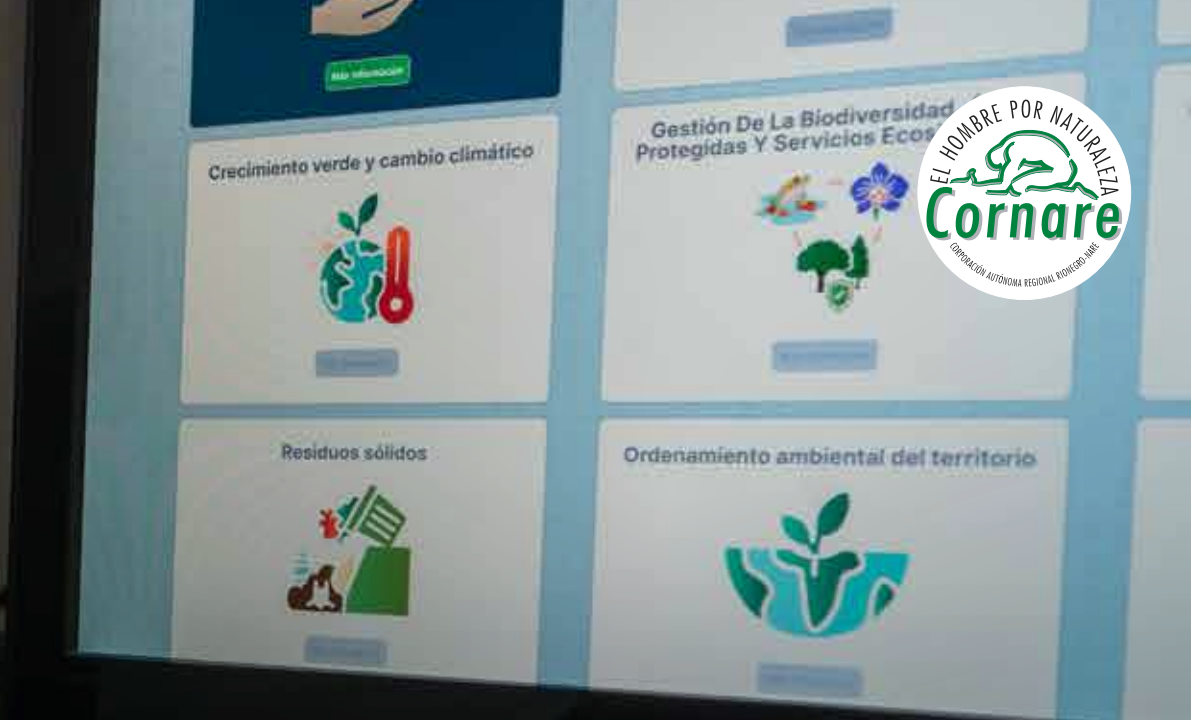 Más información
Crecimiento verde y cambio climático
Gestión De La Biodiversidad
Protegidas Y Servicios
EL HOMBRE POR NATURALEZA
Cornare
CORPORACIÓN AUTÓNOMA REGIONAL RIONEGRO-NARE
Residuos sólidos
Ordenamiento ambiental del territorio